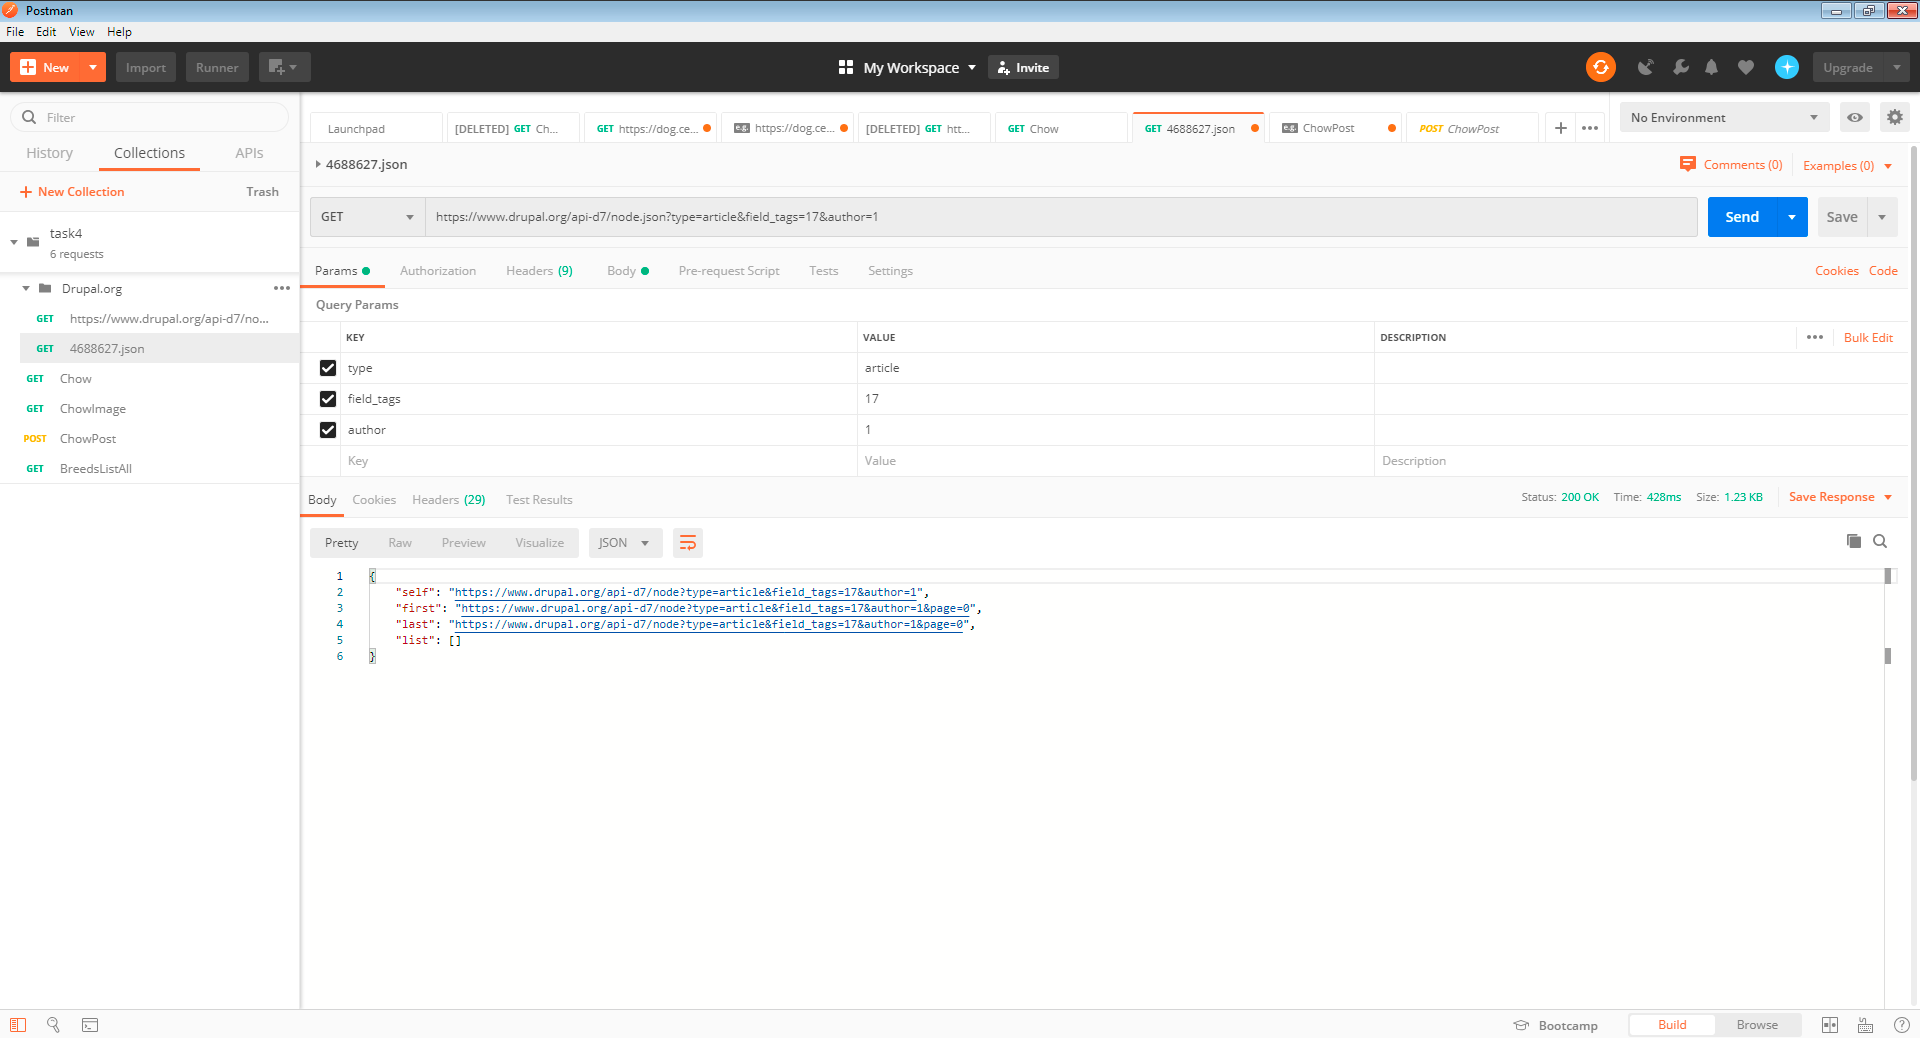 Postman
File Edit View Help
New Import Runner My Workspace Invite Upgrade
Filter
History Collections APIs
New Collection Trash
task4
6 requests
Drupal.org
GET https://www.drupal.org/api-d7/no...
GET 4688627.json
GET Chow
GET ChowImage
POST ChowPost
GET BreedsListAll
Launchpad [DELETED] GET Ch... GET https://dog.ce... e.g. https://dog.ce... [DELETED] GET htt... GET Chow GET 4688627.json e.g. ChowPost POST ChowPost No Environment
4688627.json Comments (0) Examples (0)
GET https://www.drupal.org/api-d7/node.json?type=article&field_tags=17&author=1 Send Save
Params Authorization Headers (9) Body Pre-request Script Tests Settings Cookies Code
Query Params
KEY VALUE DESCRIPTION Bulk Edit
type article
field_tags 17
author 1
Key Value Description
Body Cookies Headers (29) Test Results Status: 200 OK Time: 428ms Size: 1.23 KB Save Response
Pretty Raw Preview Visualize JSON
1 {
2 "self": "https://www.drupal.org/api-d7/node?type=article&field_tags=17&author=1",
3 "first": "https://www.drupal.org/api-d7/node?type=article&field_tags=17&author=1&page=0",
4 "last": "https://www.drupal.org/api-d7/node?type=article&field_tags=17&author=1&page=0",
5 "list": []
6 }
Bootcamp Build Browse